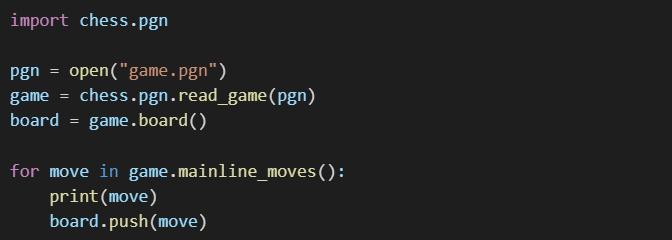 import chess.pgn
pgn = open("game.pgn")
game = chess.pgn.read_game(pgn)
board = game.board()
for move in game.mainline_moves():
    print(move)
    board.push(move)